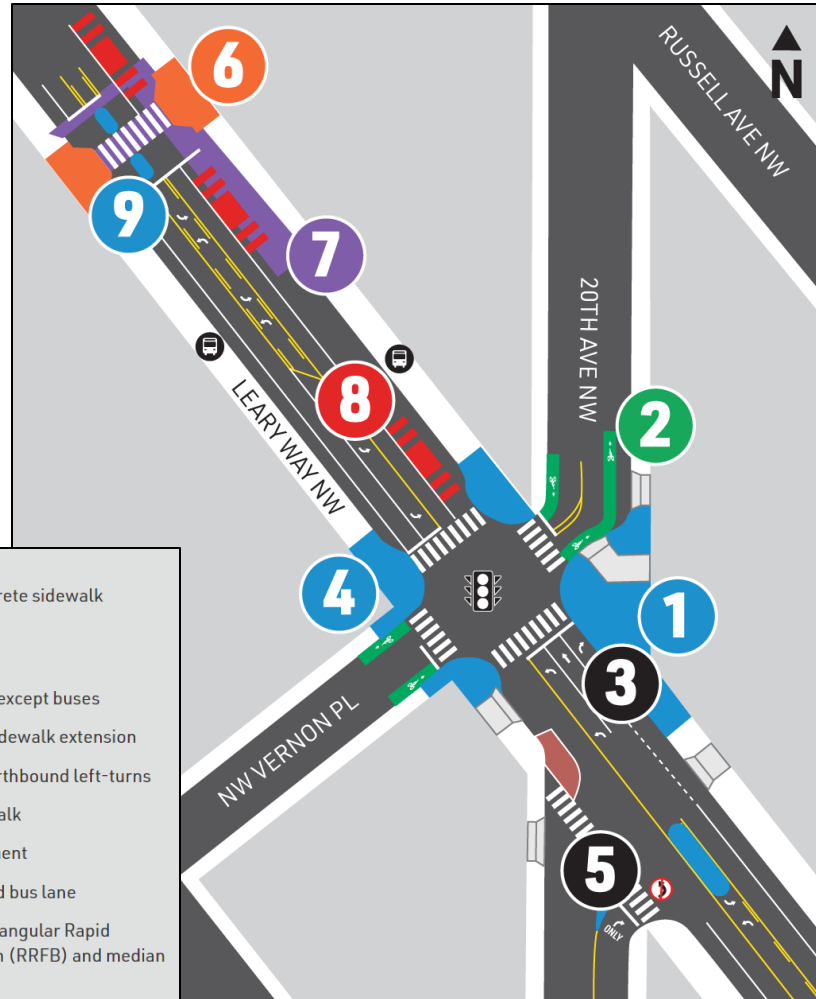 6
N
RUSSELL AVE NW
9
7
20TH AVE NW
8
LEARY WAY NW
2
4
1
3
NW VERNON PL
5
ONLY
rete sidewalk
except buses
dewalk extension
rthbound left-turns
alk
ent
d bus lane
angular Rapid
n (RRFB) and median